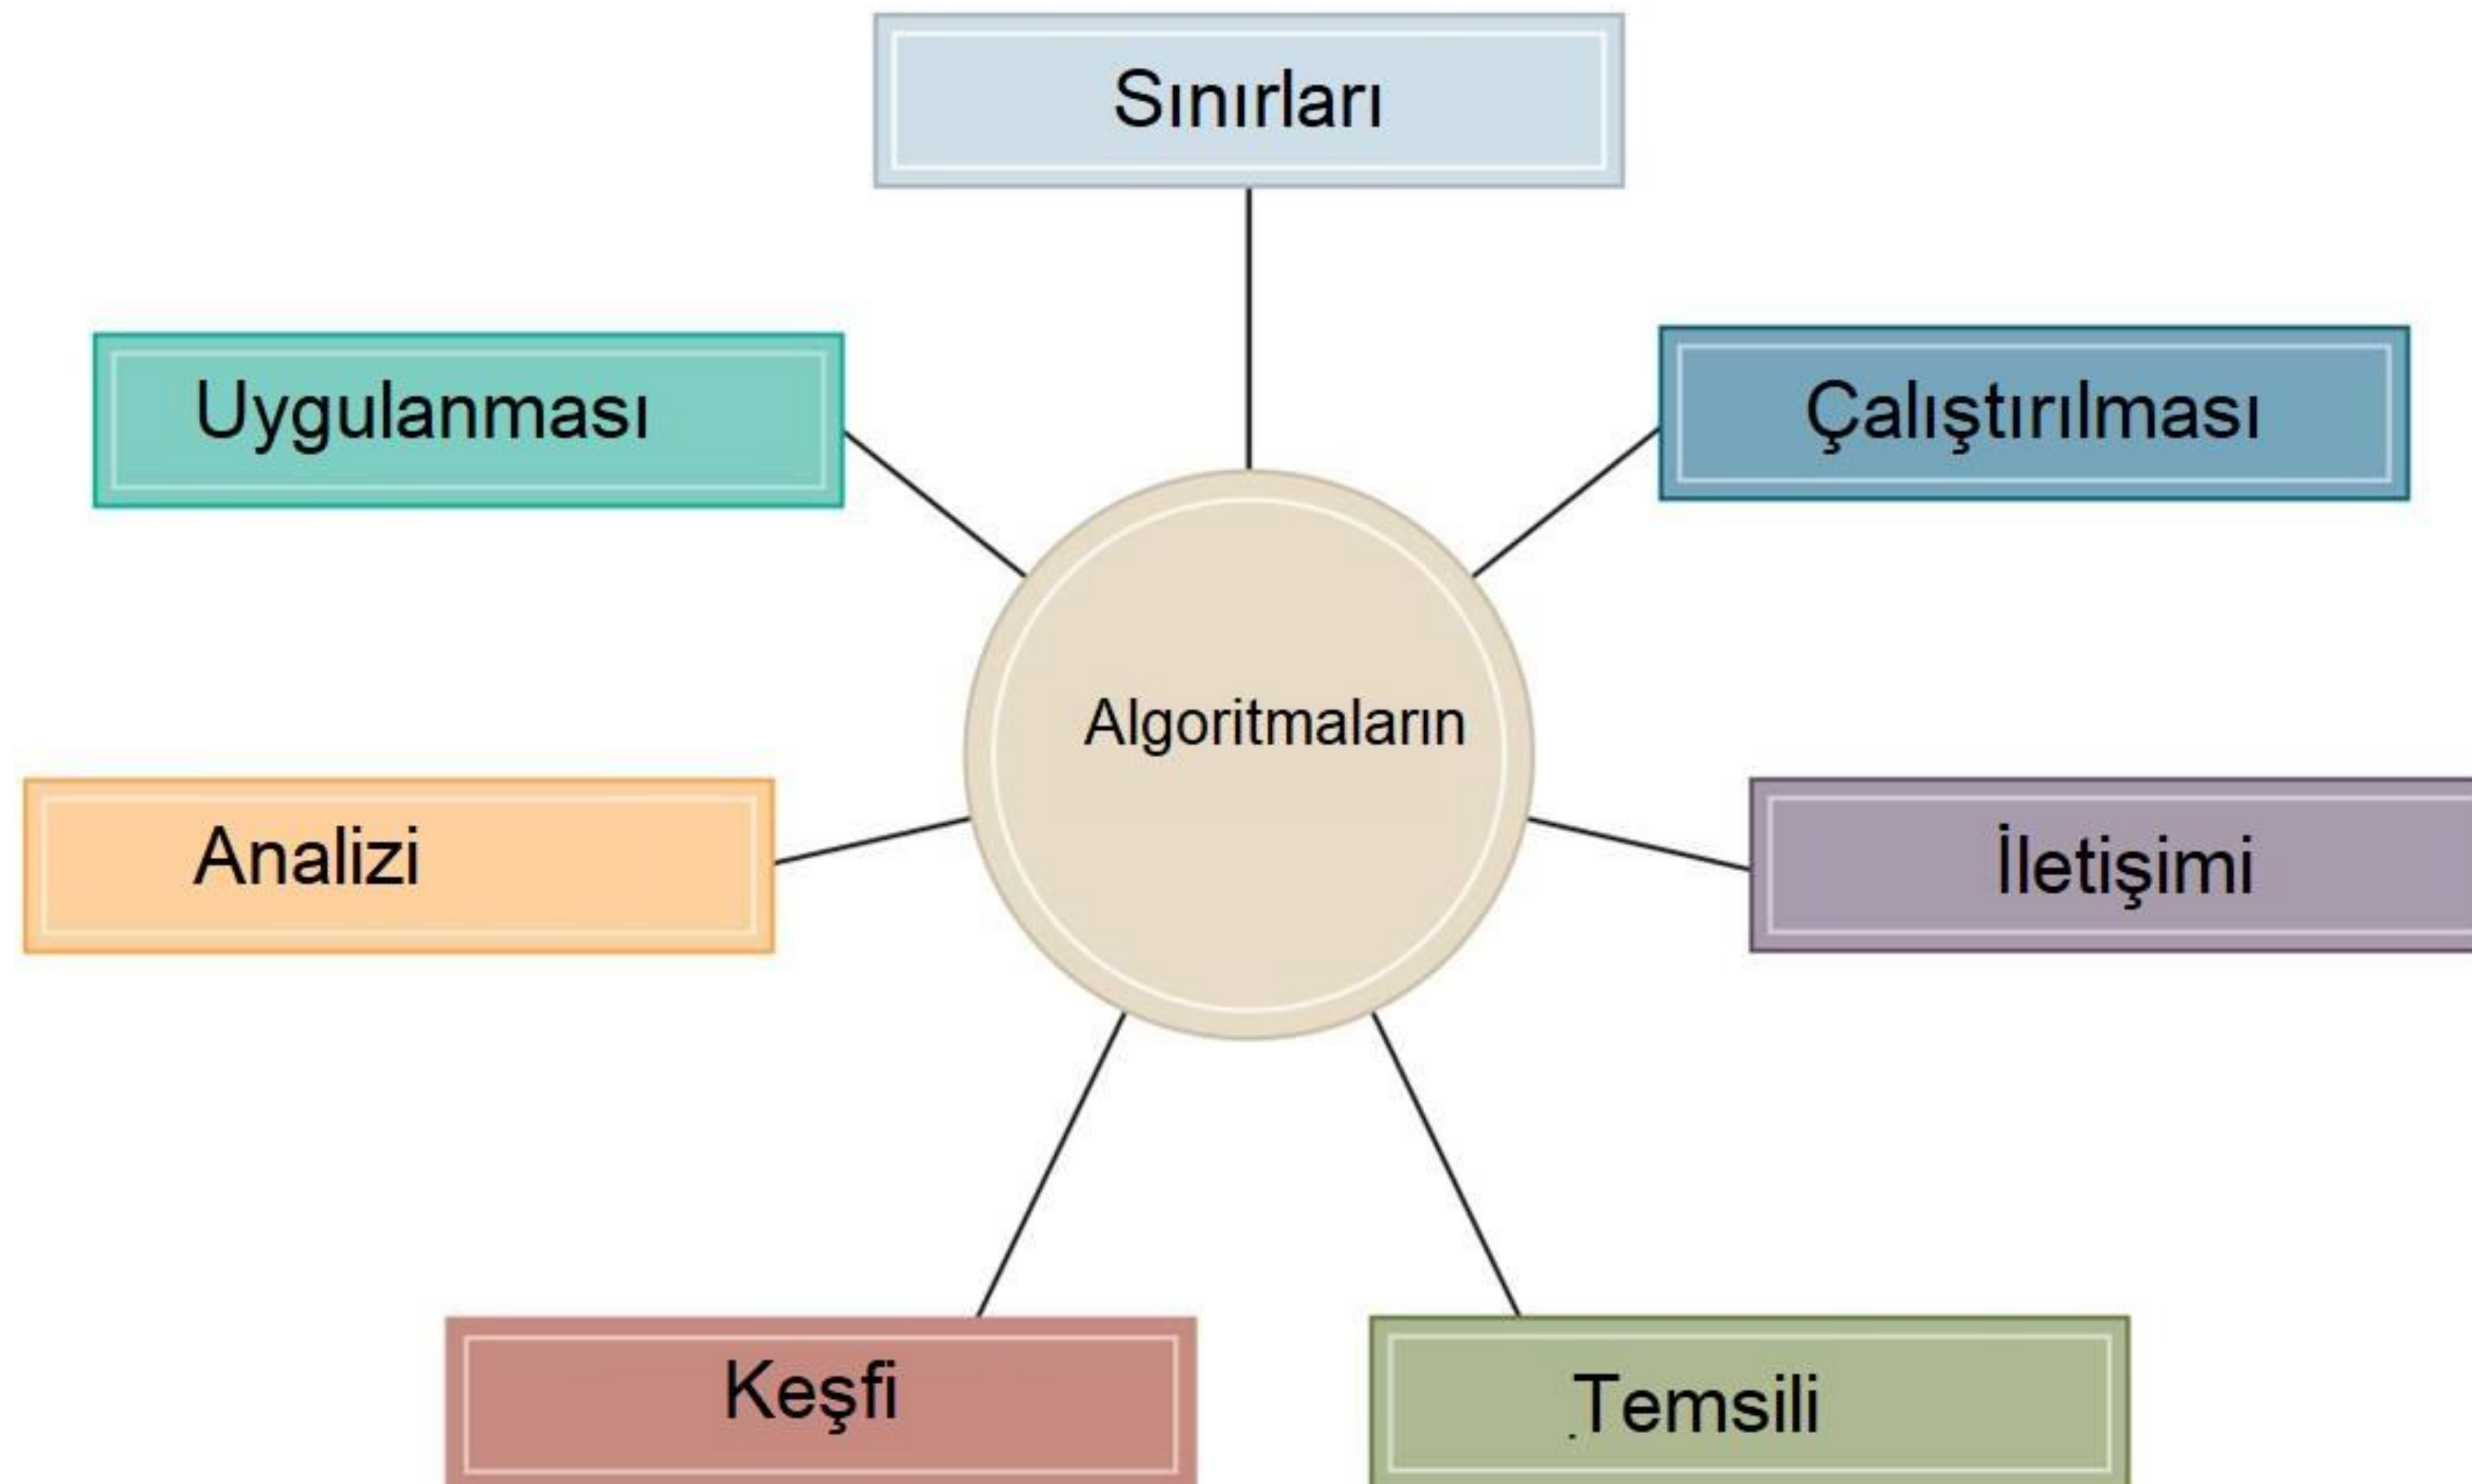 Sınırları
Uygulanması
Çalıştırılması
Algoritmaların
Analizi
İletişimi
Keşfi
Temsili